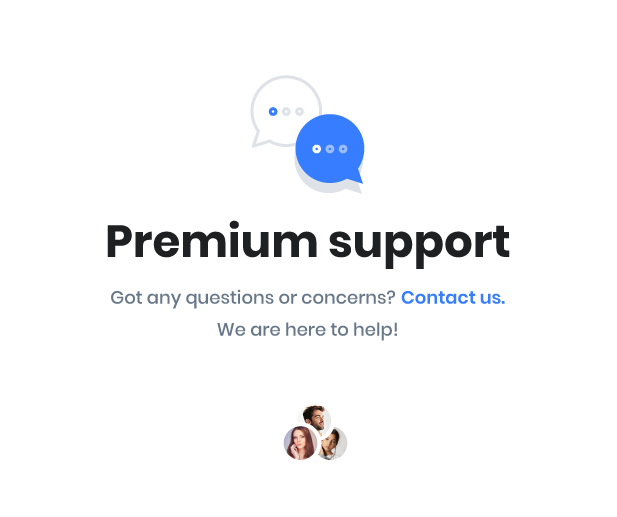 Premium support
Got any questions or concerns? Contact us.
We are here to help!